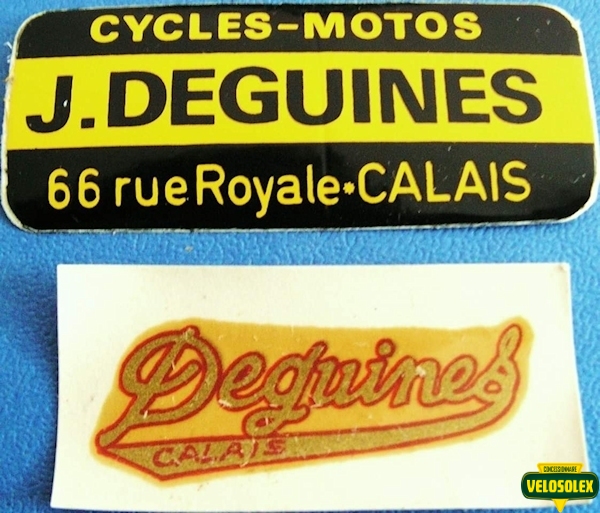 CYCLES-MOTOS
J.DEGUINES
66 rue Royale*CALAIS
Deguines
CALAIS
CONCESSIONNAIRE
VELOSOLEX